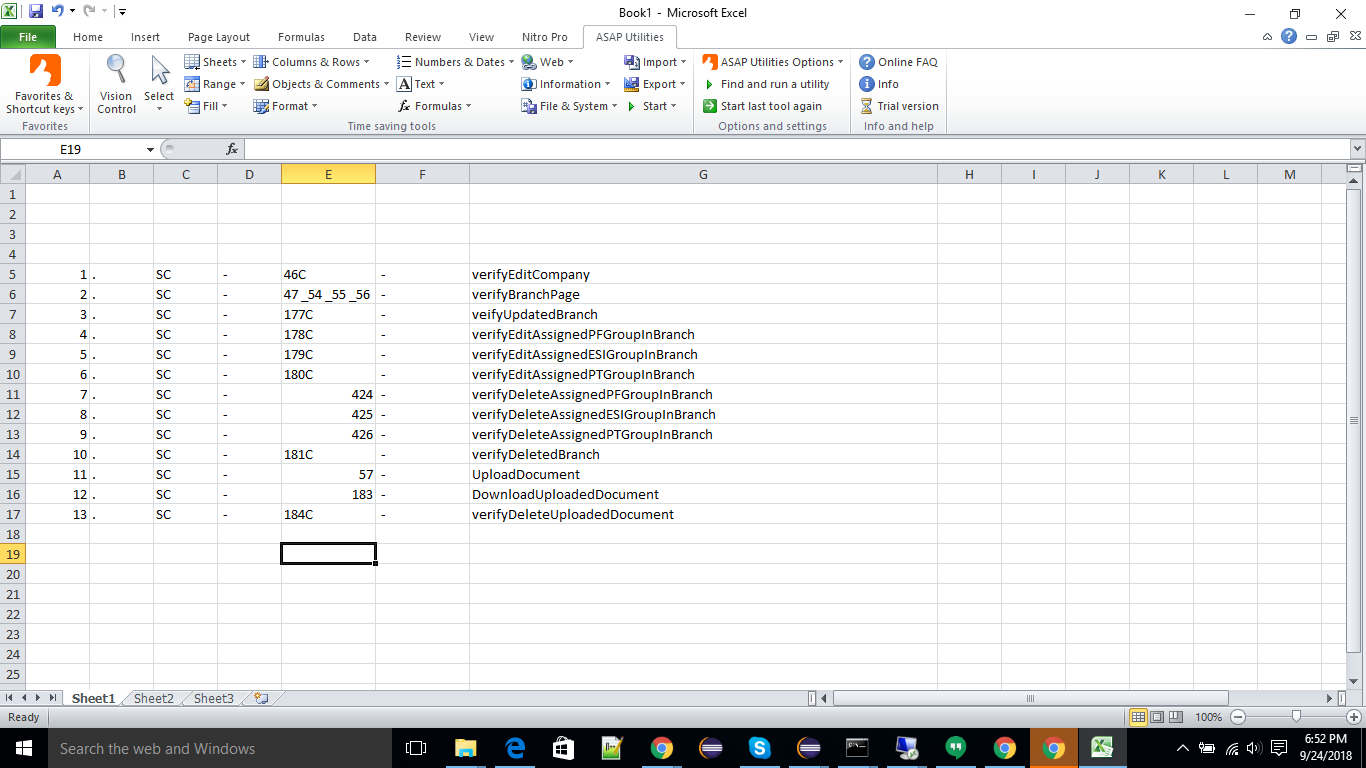 Book1 - Microsoft Excel
File Home Insert Page Layout Formulas Data Review View Nitro Pro ASAP Utilities
Favorites & Shortcut keys
Vision Control
Select
Sheets Columns & Rows Numbers & Dates Web Import ASAP Utilities Options Online FAQ
Range Objects & Comments Text Information Export Find and run a utility Info
Fill Format Formulas File & System Start Start last tool again Trial version
Favorites Time saving tools Options and settings Info and help
E19 fx
A B C D E F G H I J K L M
1
2
3
4
5 1 . SC - 46C - verifyEditCompany
6 2 . SC - 47 _54 _55 _56 - verifyBranchPage
7 3 . SC - 177C - veifyUpdatedBranch
8 4 . SC - 178C - verifyEditAssignedPFGroupInBranch
9 5 . SC - 179C - verifyEditAssignedESIGroupInBranch
10 6 . SC - 180C - verifyEditAssignedPTGroupInBranch
11 7 . SC - 424 - verifyDeleteAssignedPFGroupInBranch
12 8 . SC - 425 - verifyDeleteAssignedESIGroupInBranch
13 9 . SC - 426 - verifyDeleteAssignedPTGroupInBranch
14 10 . SC - 181C - verifyDeletedBranch
15 11 . SC - 57 - UploadDocument
16 12 . SC - 183 - DownloadUploadedDocument
17 13 . SC - 184C - verifyDeleteUploadedDocument
18
19
20
21
22
23
24
25
Sheet1 Sheet2 Sheet3
Ready 100%
Search the web and Windows
6:52 PM
9/24/2018